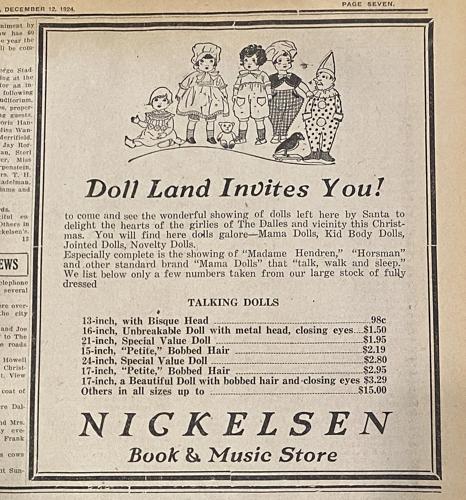 DECEMBER 12, 1924.
PAGE SEVEN.
Doll Land Invites You!
to come and see the wonderful showing of dolls left here by Santa to
delight the hearts of the girlies of The Dalles and vicinity this Christ-
mas. You will find here dolls galore—Mama Dolls, Kid Body Dolls,
Jointed Dolls, Novelty Dolls.
Especially complete is the showing of "Madame Hendren," "Horsman"
and other standard brand "Mama Dolls" that "talk, walk and sleep."
We list below only a few numbers taken from our large stock of fully
dressed
TALKING DOLLS
13-inch, with Bisque Head 98c
16-inch, Unbreakable Doll with metal head, closing eyes $1.50
21-inch, Special Value Doll $1.95
15-inch, "Petite," Bobbed Hair $2.19
24-inch, Special Value Doll $2.80
17-inch, "Petite," Bobbed Hair $2.95
17-inch, a Beautiful Doll with bobbed hair and closing eyes $3.29
Others in all sizes up to $15.00
NICKELSEN
Book & Music Store